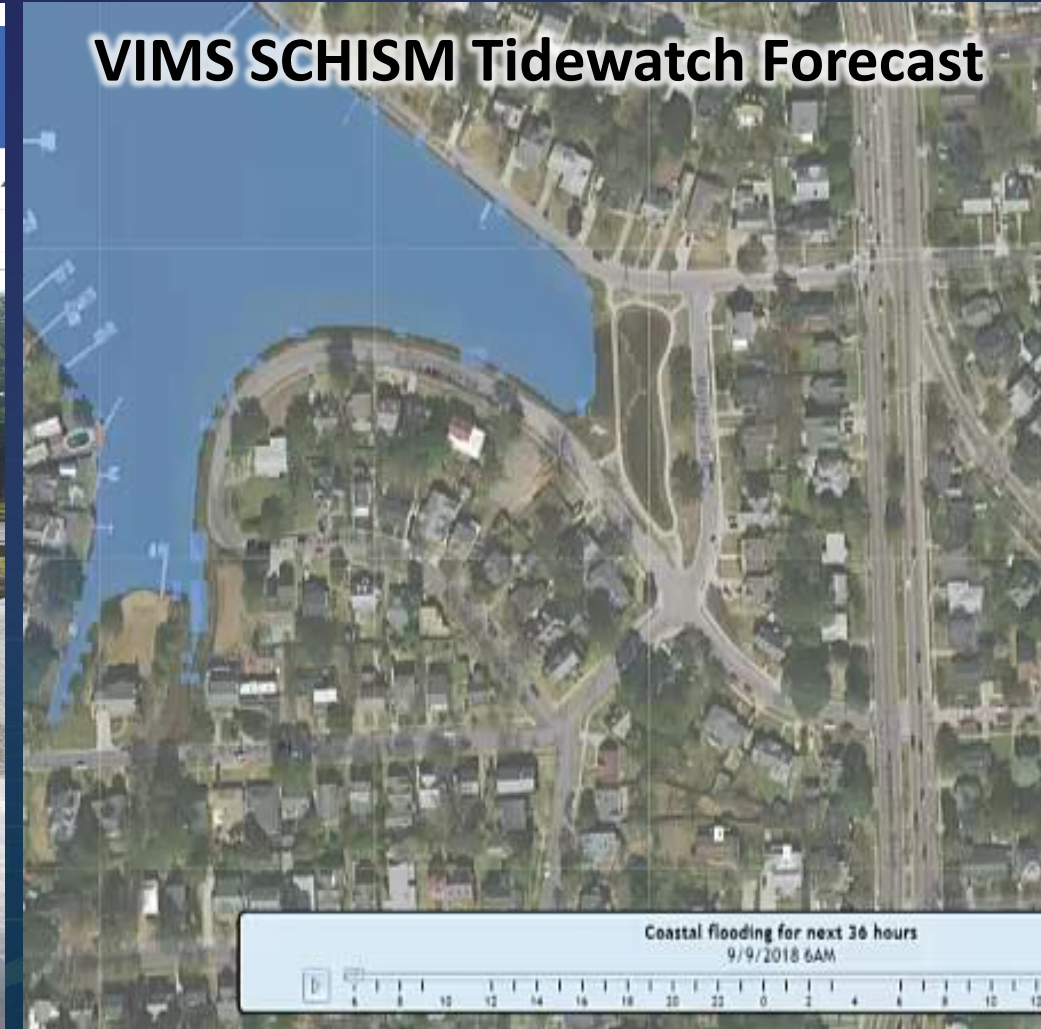 VIMS SCHISM Tidewatch Forecast
Coastal flooding for next 36 hours
9/9/2018 6AM
6 8 10 12 14 16 18 20 22 0 2 4 6 8 10 12